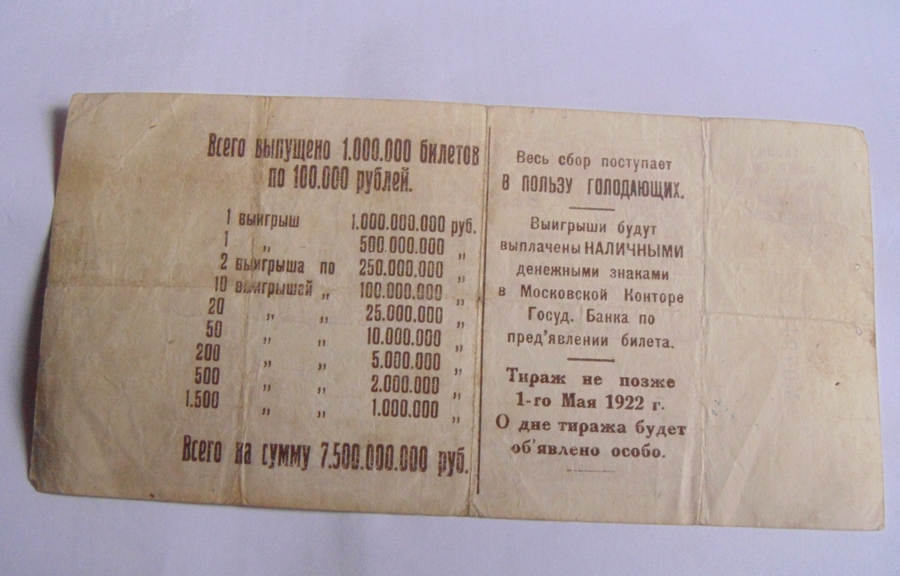 Всего выпущено 1.000.000 билетов
по 100.000 рублей.
1 выигрыш 1.000.000.000 руб.
1 „ 500.000.000 „
2 выигрыша по 250.000.000 „
10 выигрышей „ 100.000.000 „
20 „ „ 25.000.000 „
50 „ „ 10.000.000 „
200 „ „ 5.000.000 „
500 „ „ 2.000.000 „
1.500 „ „ 1.000.000 „
Всего на сумму 7.500.000.000 руб.
Весь сбор поступает
В ПОЛЬЗУ ГОЛОДАЮЩИХ.
Выигрыши будут
выплачены НАЛИЧНЫМИ
денежными знаками
в Московской Конторе
Госуд. Банка по
пред'явлении билета.
Тираж не позже
1-го Мая 1922 г.
О дне тиража будет
об'явлено особо.